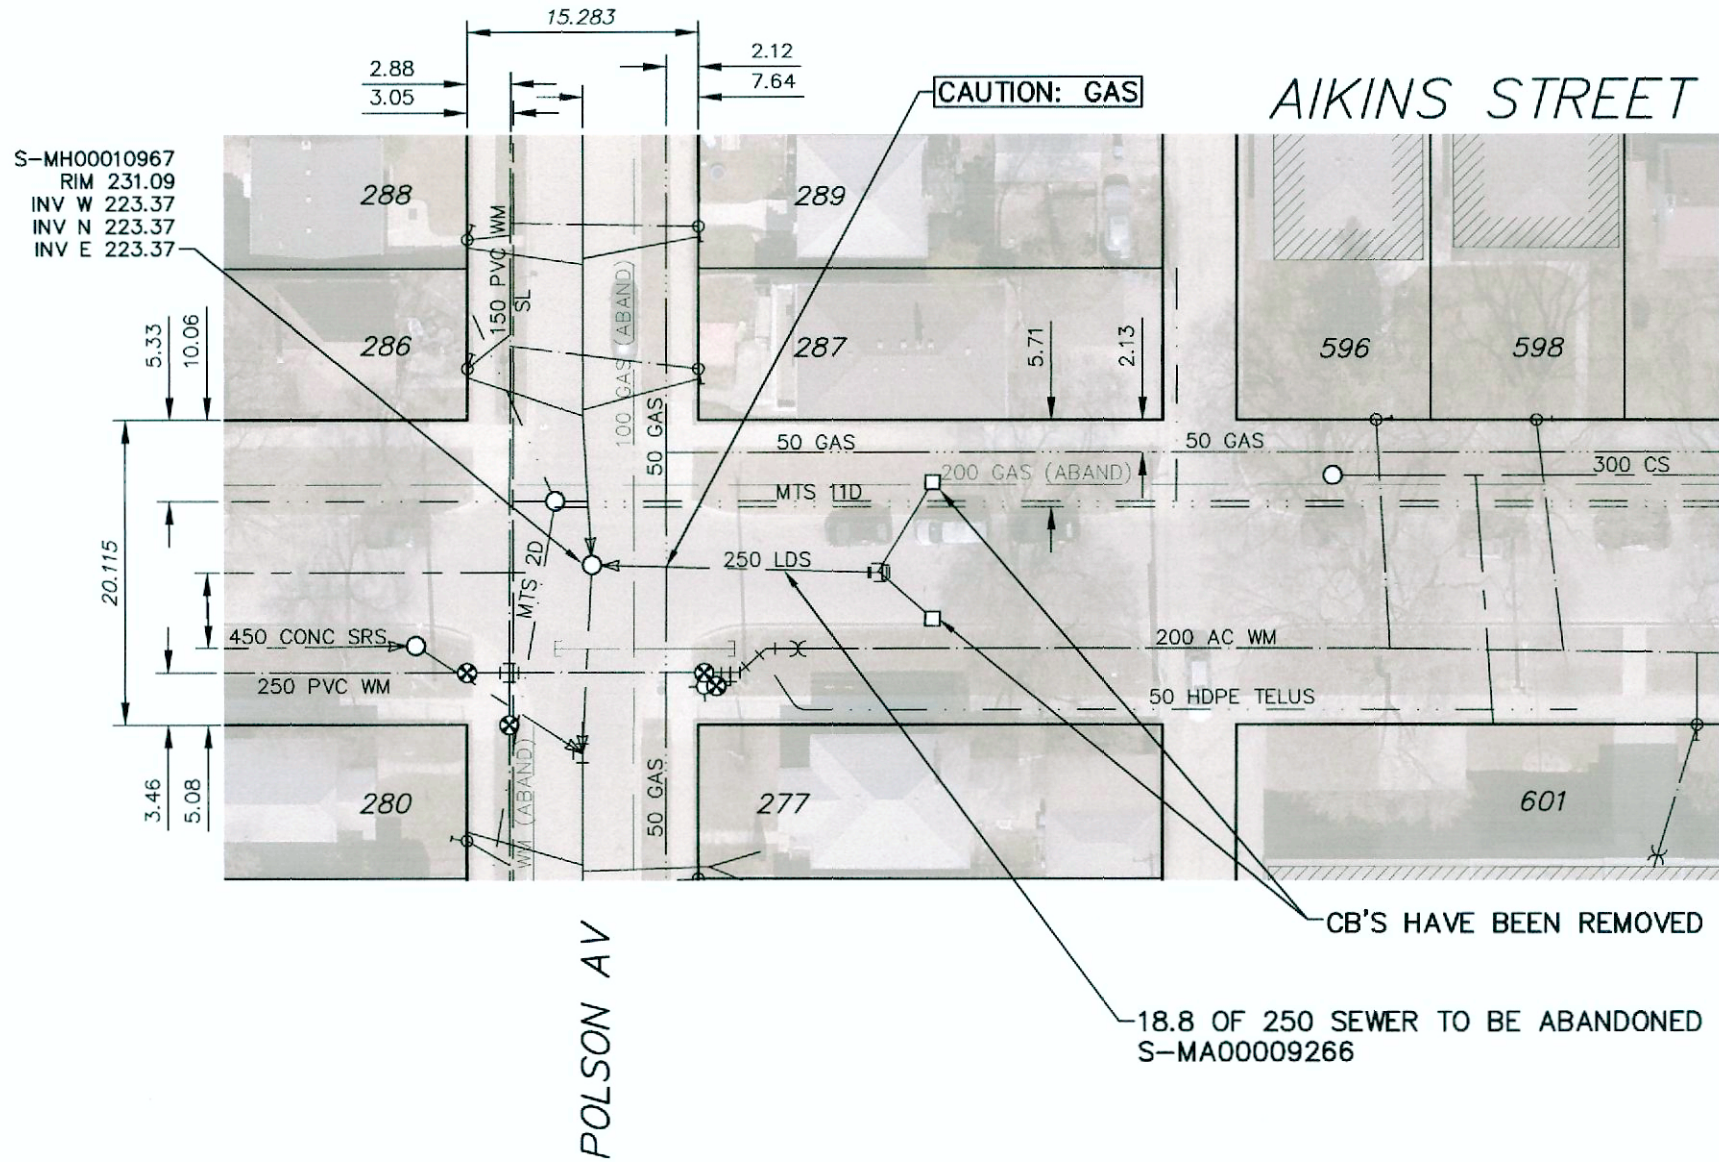 15.283
2.88
2.12
3.05
7.64
CAUTION: GAS
AIKINS STREET
S-MH00010967
RIM 231.09
INV W 223.37
INV N 223.37
INV E 223.37
288
289
150 PVC WM
SL
100 GAS (ABAND)
50 GAS
286
287
596
598
5.33
10.06
5.71
2.13
50 GAS
50 GAS
200 GAS (ABAND)
300 CS
MTS 11D
MTS 2D
250 LDS
20.115
450 CONC SRS
200 AC WM
250 PVC WM
50 HDPE TELUS
3.46
5.08
280
WM (ABAND)
50 GAS
277
601
CB'S HAVE BEEN REMOVED
POLSON AV
18.8 OF 250 SEWER TO BE ABANDONED
S-MA00009266